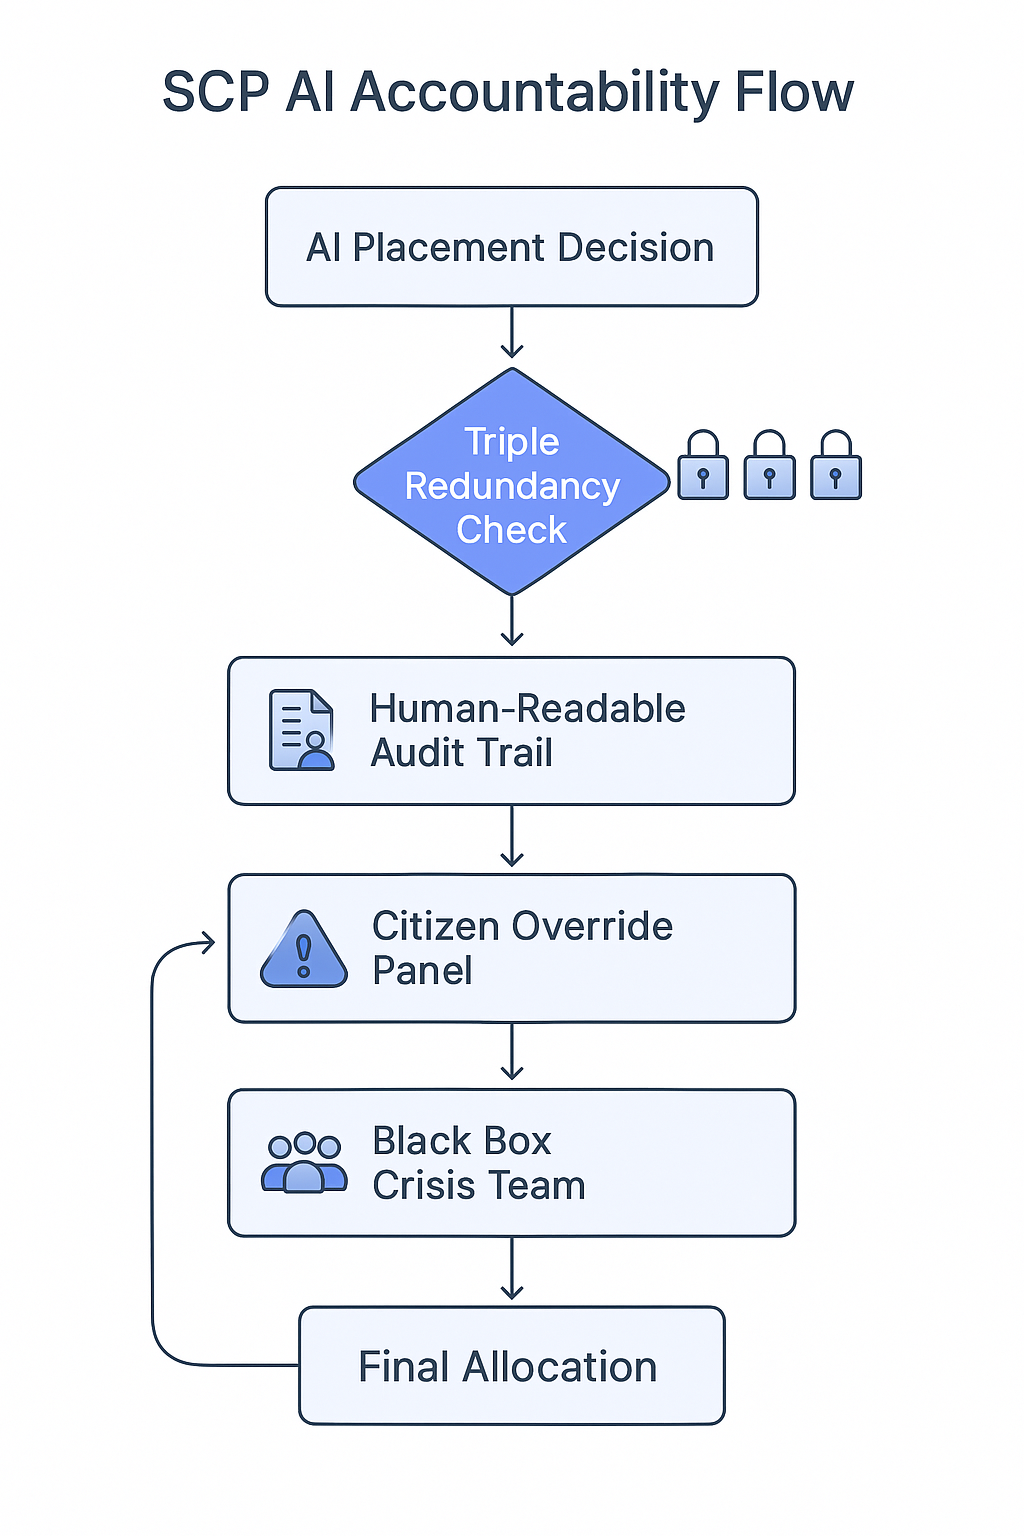 SCP AI Accountability Flow
AI Placement Decision
Triple
Redundancy
Check
Human-Readable
Audit Trail
Citizen Override
Panel
Black Box
Crisis Team
Final Allocation